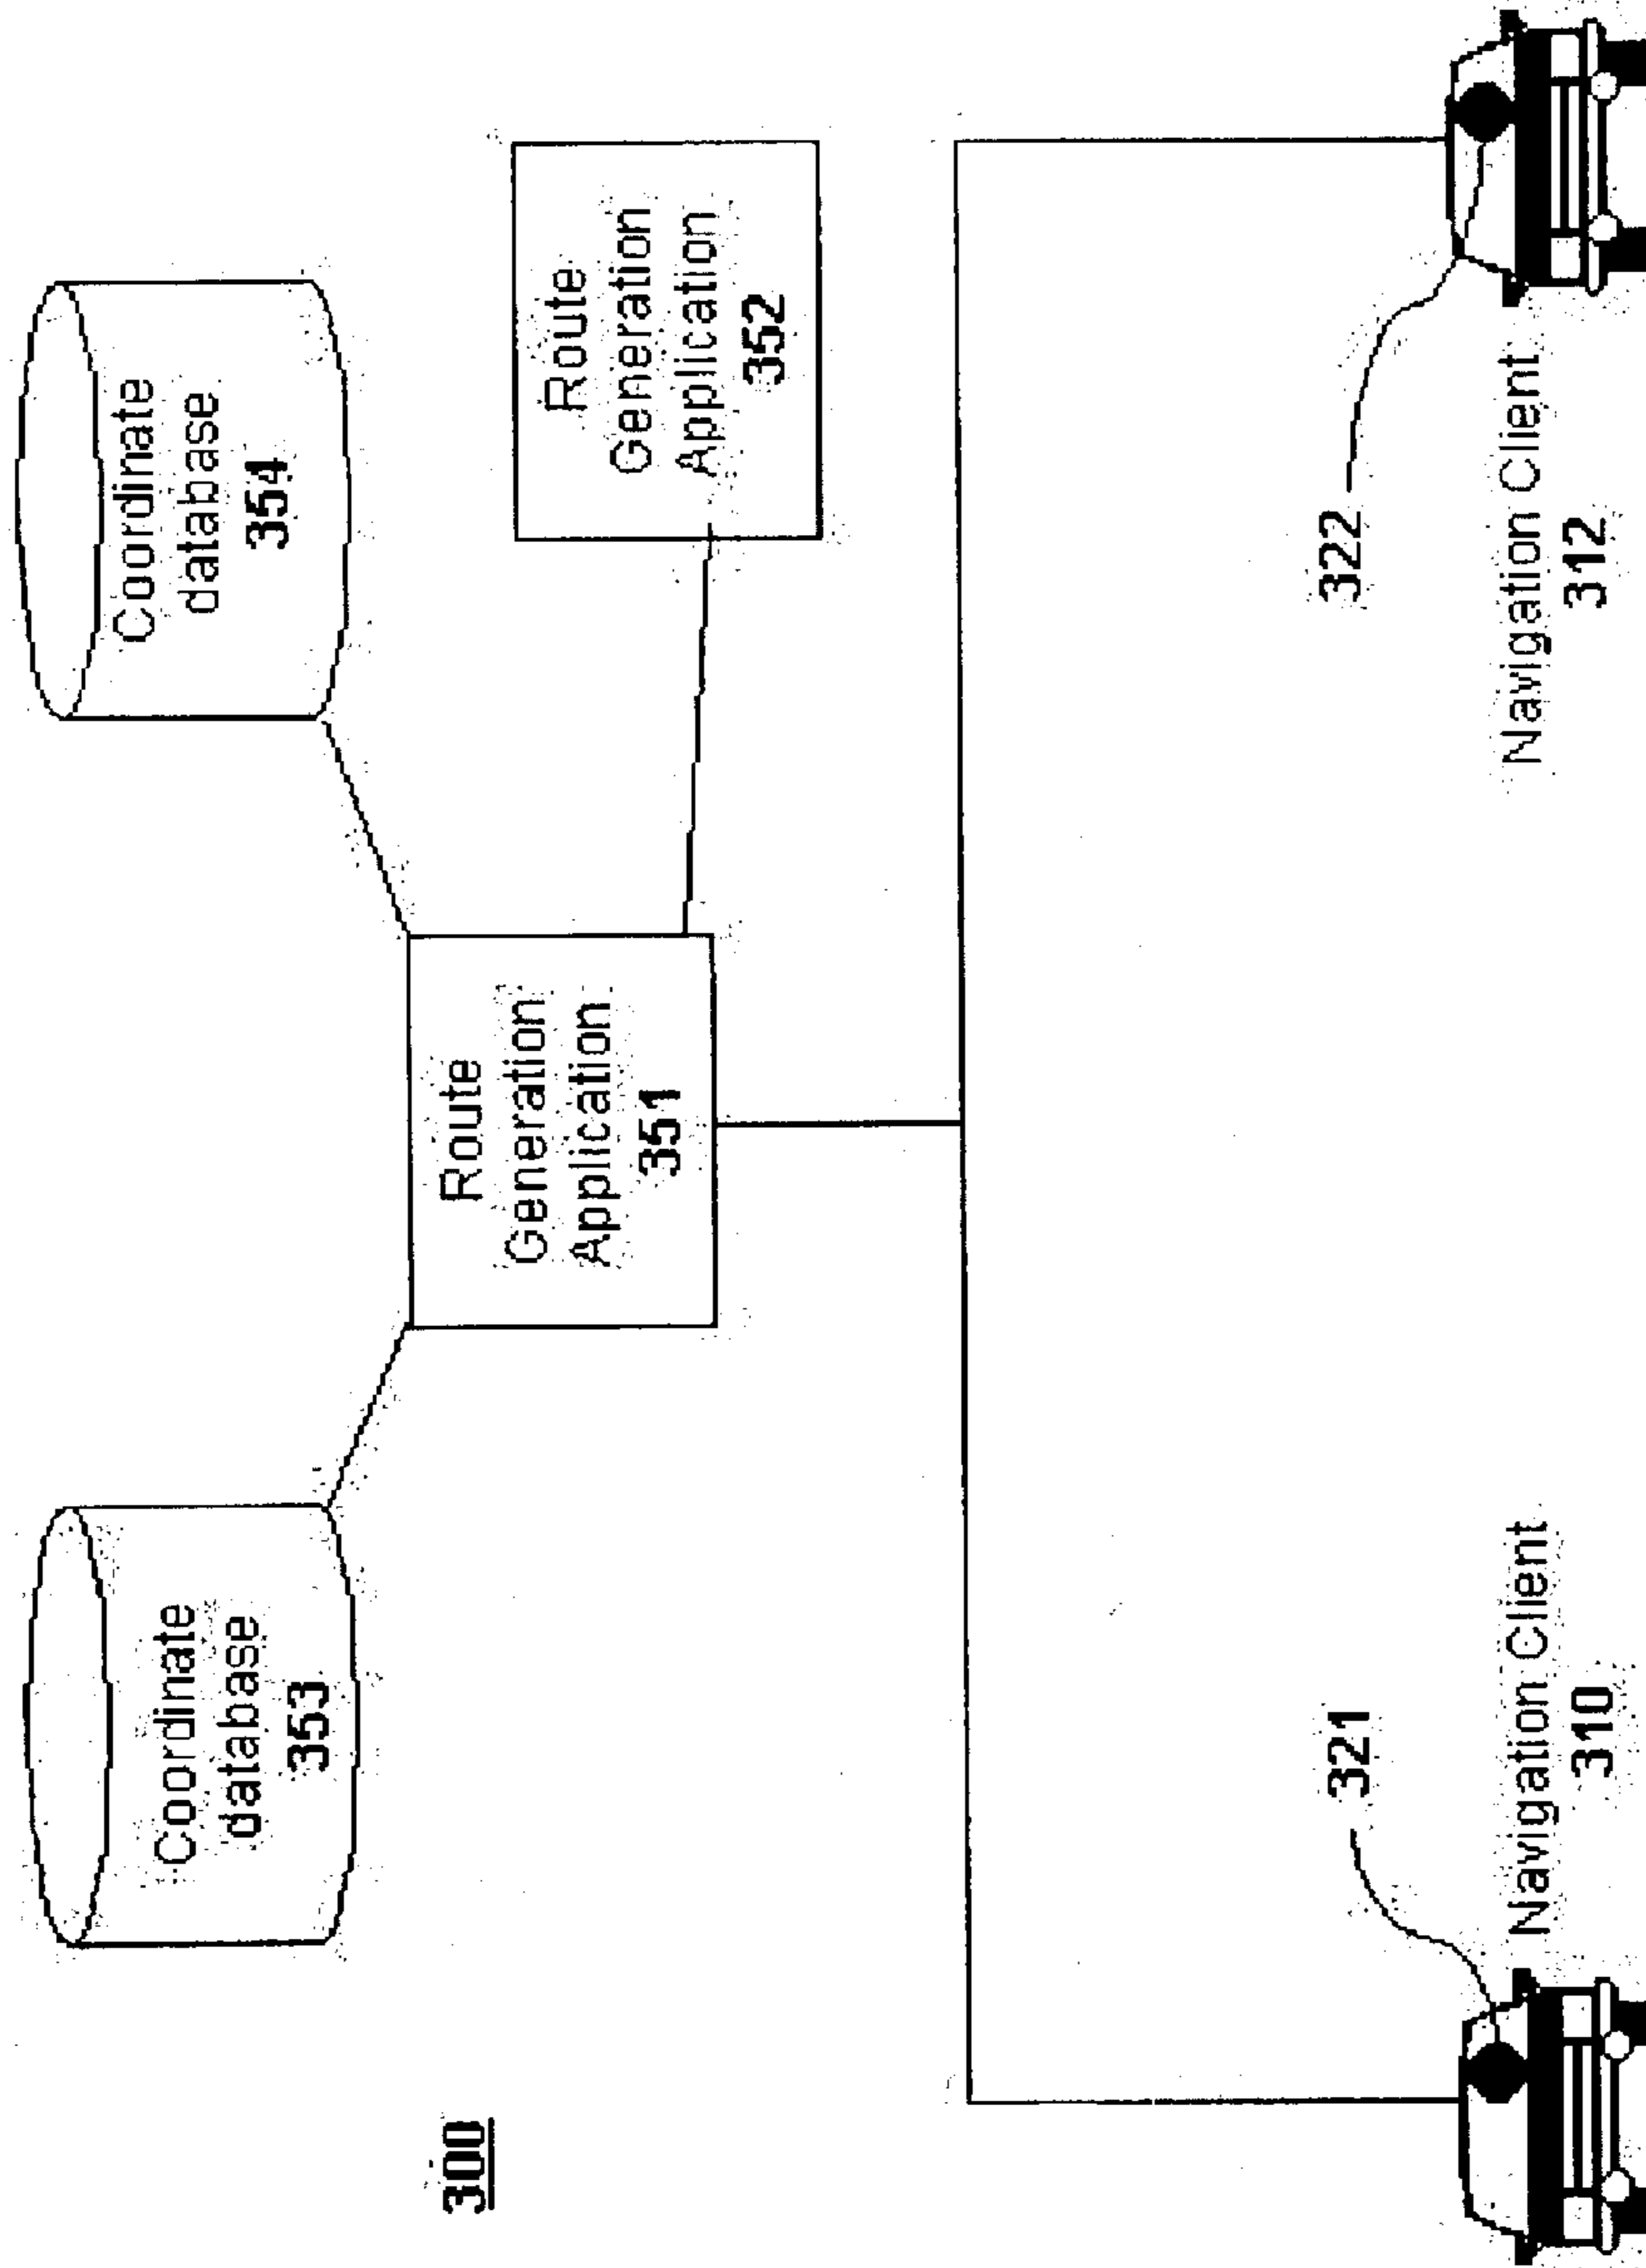 300
Coordinate
database
353
Coordinate
database
354
Route
Generation
Application
351
Route
Generation
Application
352
321
322
Navigation Client
310
Navigation Client
312